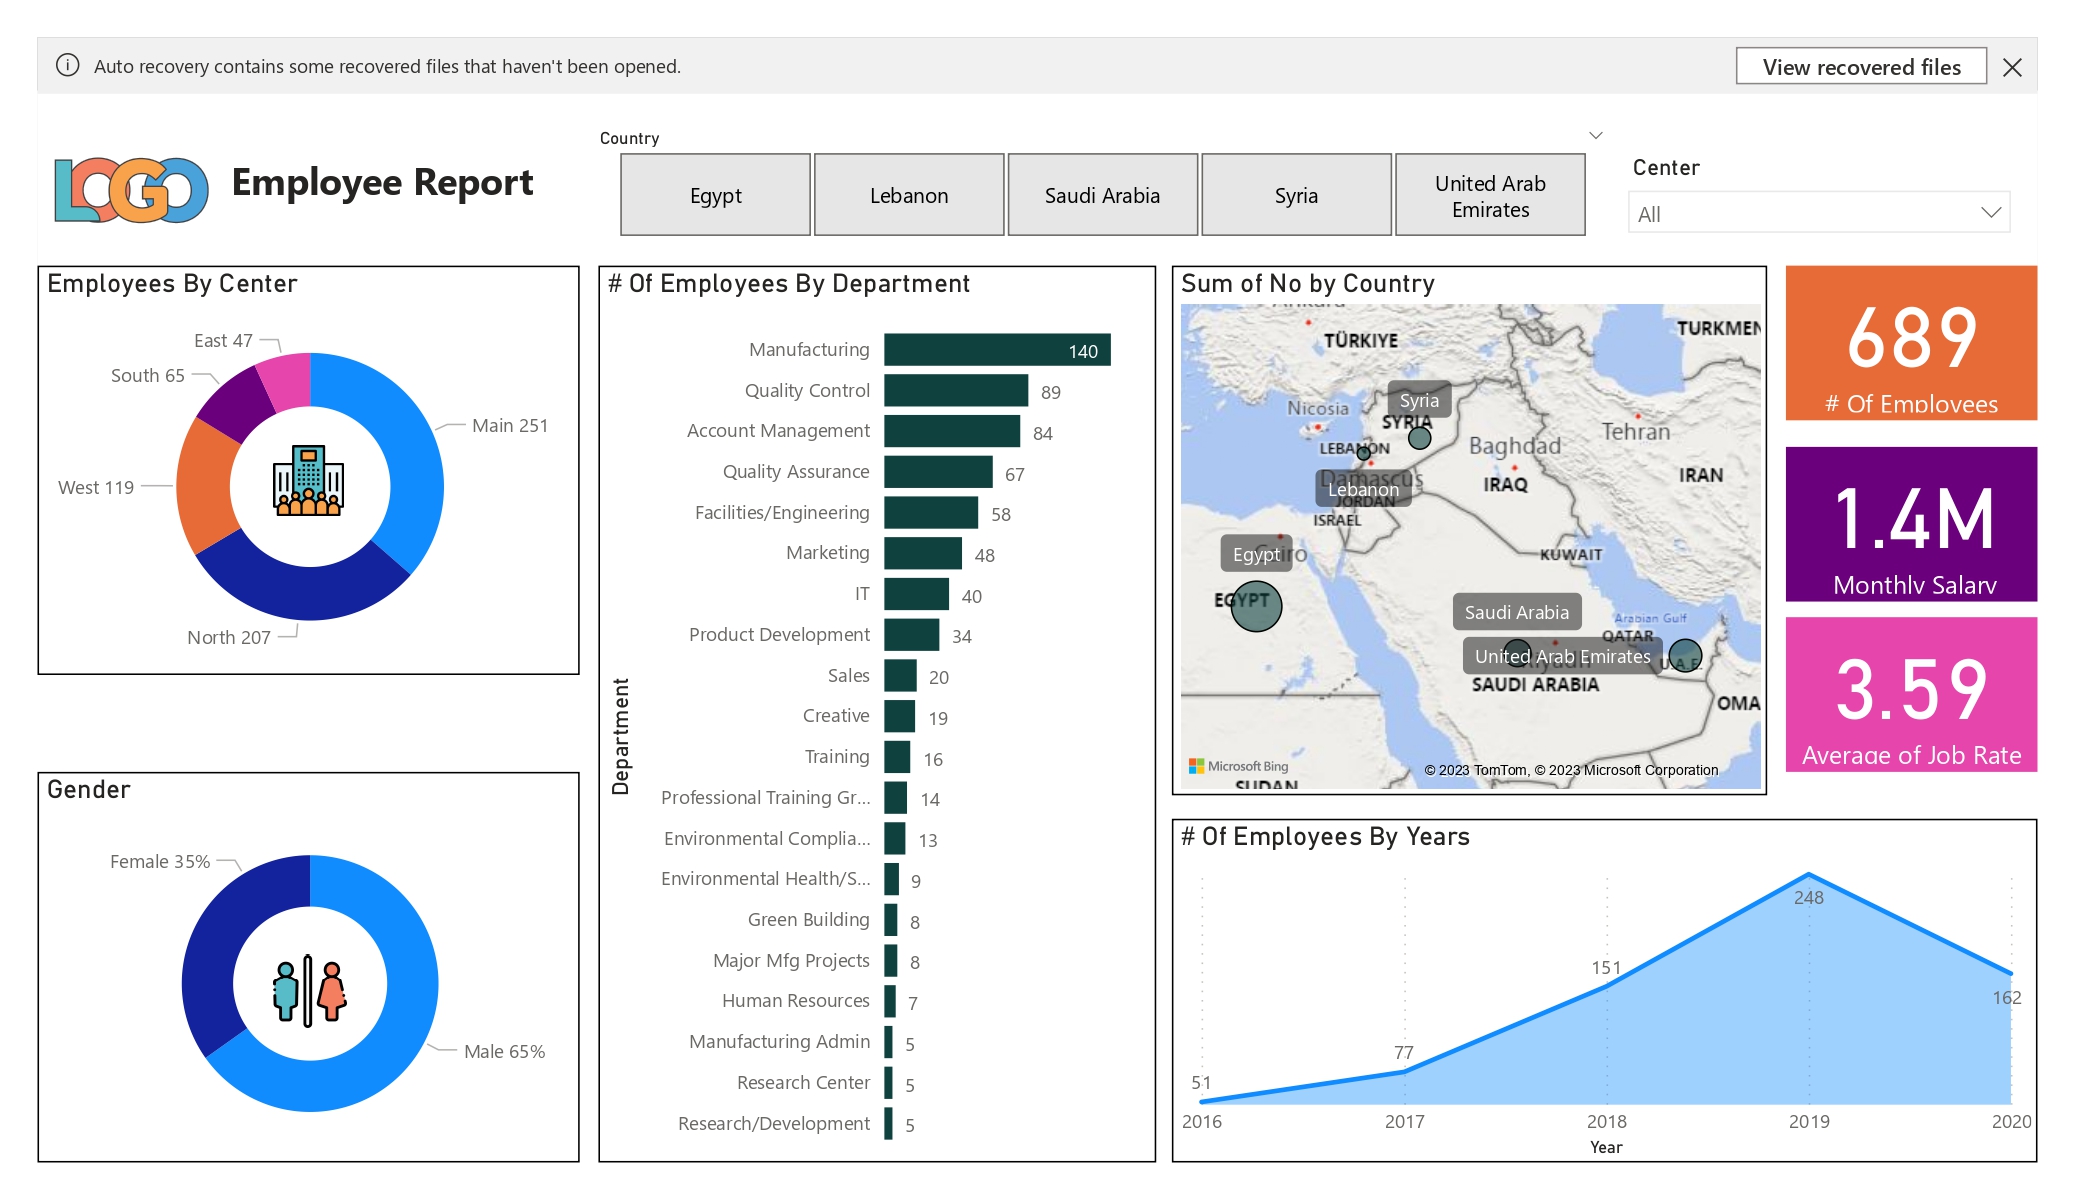 Auto recovery contains some recovered files that haven't been opened.
View recovered files
LOGO
Employee Report
Country
Egypt
Lebanon
Saudi Arabia
Syria
United Arab
Emirates
Center
All
Employees By Center
East 47
South 65
Main 251
West 119
North 207
Gender
Female 35%
Male 65%
# Of Employees By Department
Department
Manufacturing 140
Quality Control 89
Account Management 84
Quality Assurance 67
Facilities/Engineering 58
Marketing 48
IT 40
Product Development 34
Sales 20
Creative 19
Training 16
Professional Training Gr... 14
Environmental Complia... 13
Environmental Health/S... 9
Green Building 8
Major Mfg Projects 8
Human Resources 7
Manufacturing Admin 5
Research Center 5
Research/Development 5
Sum of No by Country
TÜRKIYE
TURKMEN
Syria
Nicosia
SYRIA
LEBANON
Baghdad
Tehran
Damascus
Lebanon
JORDAN
IRAQ
IRAN
ISRAEL
Egypt
KUWAIT
EGYPT
Saudi Arabia
Arabian Gulf
QATAR
United Arab Emirates
U.A.E.
SAUDI ARABIA
OMA
Microsoft Bing
© 2023 TomTom, © 2023 Microsoft Corporation
SUDAN
689
# Of Employees
1.4M
Monthly Salary
3.59
Average of Job Rate
# Of Employees By Years
51
77
151
248
162
2016 2017 2018 2019 2020
Year